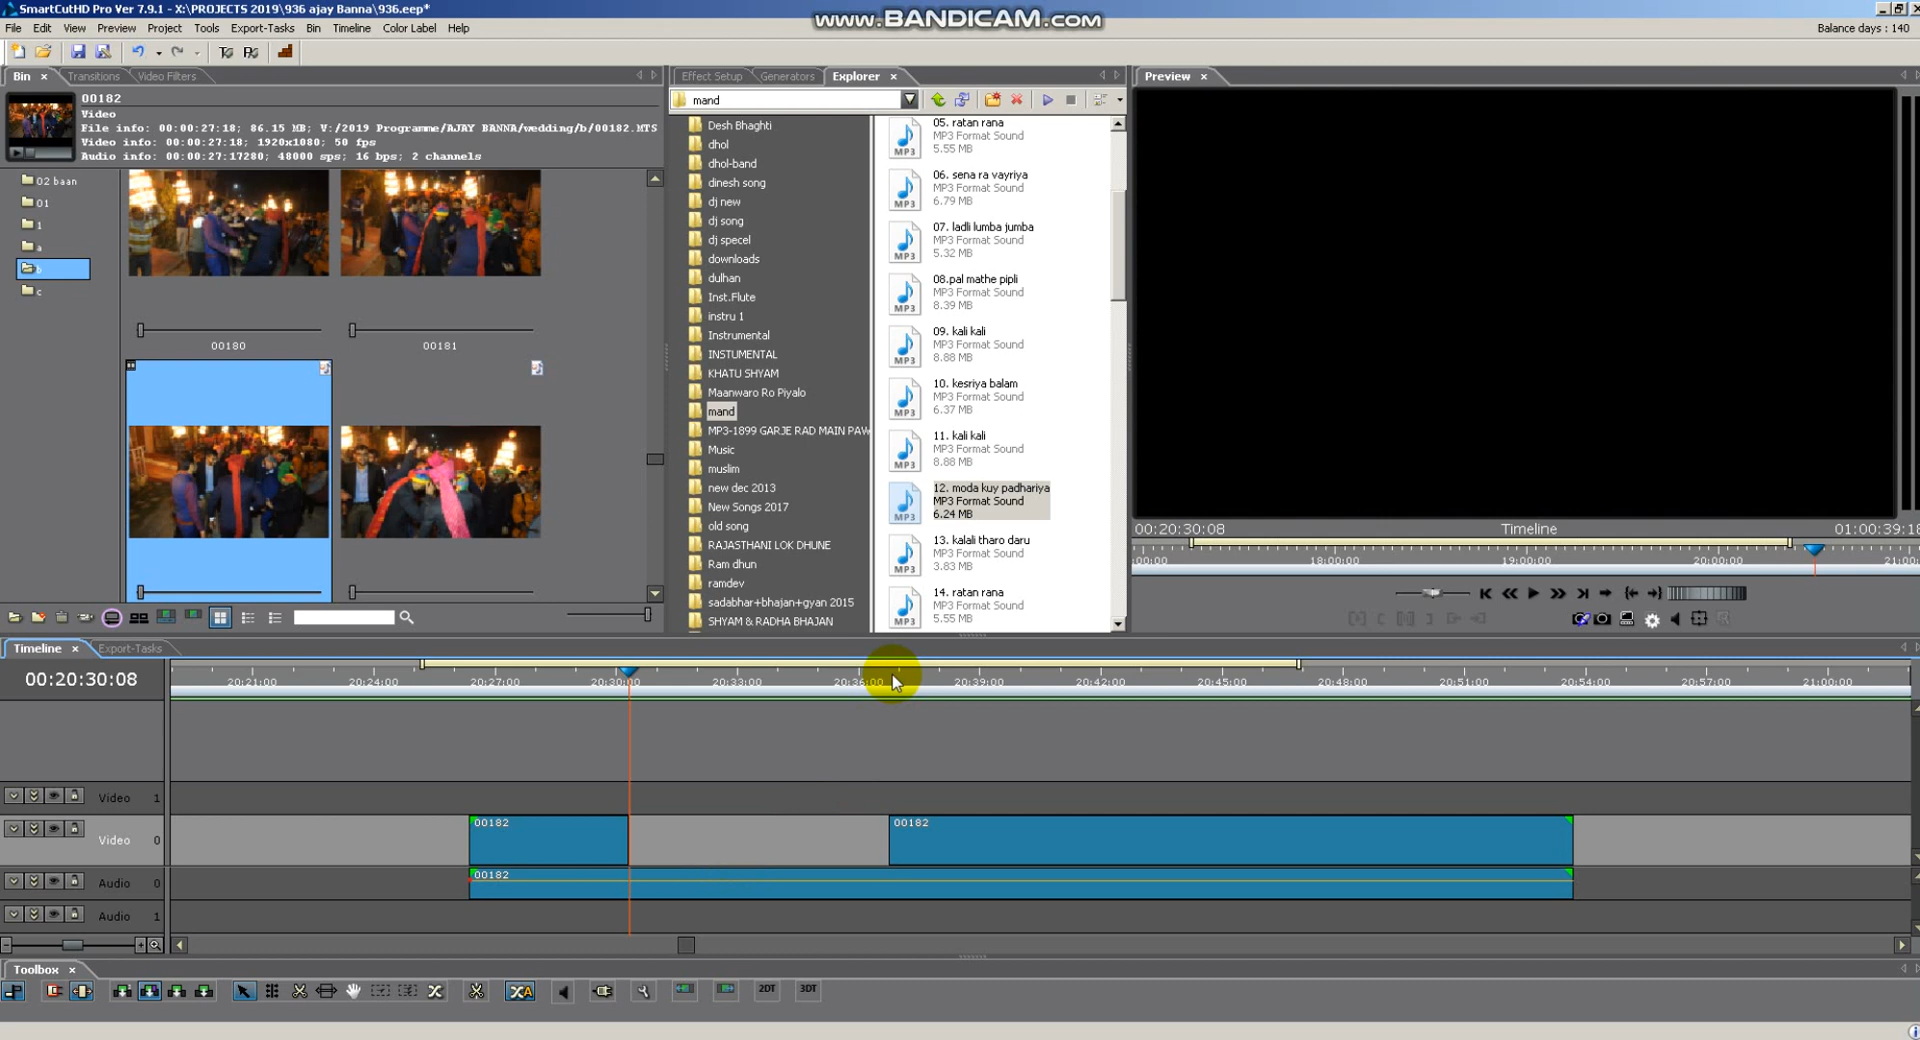 SmartCutHD Pro Ver 7.9.1 - X:\PROJECTS 2019\936 ajay Banna\936.eep*
www.BANDICAM.com
File Edit View Preview Project Tools Export-Tasks Bin Timeline Color Label Help
Balance days : 140
Bin Transitions Video Filters
00182
Video
File info: 00:00:27:18; 86.15 MB, V:/2019 Programme/AJAY BANNA/wedding/b/00182.MTS
Video info: 00:00:27:18; 1920x1080; 50 fps
Audio info: 00:00:27:17280; 48000 sps; 16 bps; 2 channels
02 baan
01
1
a
b
c
00180
00181
Effect Setup Generators Explorer
mand
Desh Bhaghti
dhol
dhol-band
dinesh song
dj new
dj song
dj specel
downloads
dulhan
Inst.Flute
instru 1
Instrumental
INSTUMENTAL
KHATU SHYAM
Maanwaro Ro Piyalo
mand
MP3-1899 GARJE RAD MAIN PAW
Music
muslim
new dec 2013
New Songs 2017
old song
RAJASTHANI LOK DHUNE
Ram dhun
ramdev
sadabhar+bhajan+gyan 2015
SHYAM & RADHA BHAJAN
05. ratan rana
MP3 Format Sound
5.55 MB
MP3
06. sena ra vayriya
MP3 Format Sound
6.79 MB
MP3
07. ladli lumba jumba
MP3 Format Sound
5.32 MB
MP3
08.pal mathe pipli
MP3 Format Sound
8.39 MB
MP3
09. kali kali
MP3 Format Sound
8.88 MB
MP3
10. kesriya balam
MP3 Format Sound
6.37 MB
MP3
11. kali kali
MP3 Format Sound
8.88 MB
MP3
12. moda kuy padhariya
MP3 Format Sound
6.24 MB
MP3
13. kalali tharo daru
MP3 Format Sound
3.83 MB
MP3
14. ratan rana
MP3 Format Sound
5.55 MB
MP3
Preview
00:20:30:08 Timeline 01:00:39:18
:00:00 18:00:00 19:00:00 20:00:00 21:00:
Timeline Export-Tasks
00:20:30:08
20:21:00 20:24:00 20:27:00 20:30:00 20:33:00 20:36:00 20:39:00 20:42:00 20:45:00 20:48:00 20:51:00 20:54:00 20:57:00 21:00:00
Video 1
Video 0
00182
00182
Audio 0
00182
Audio 1
Toolbox
XA
2DT
3DT